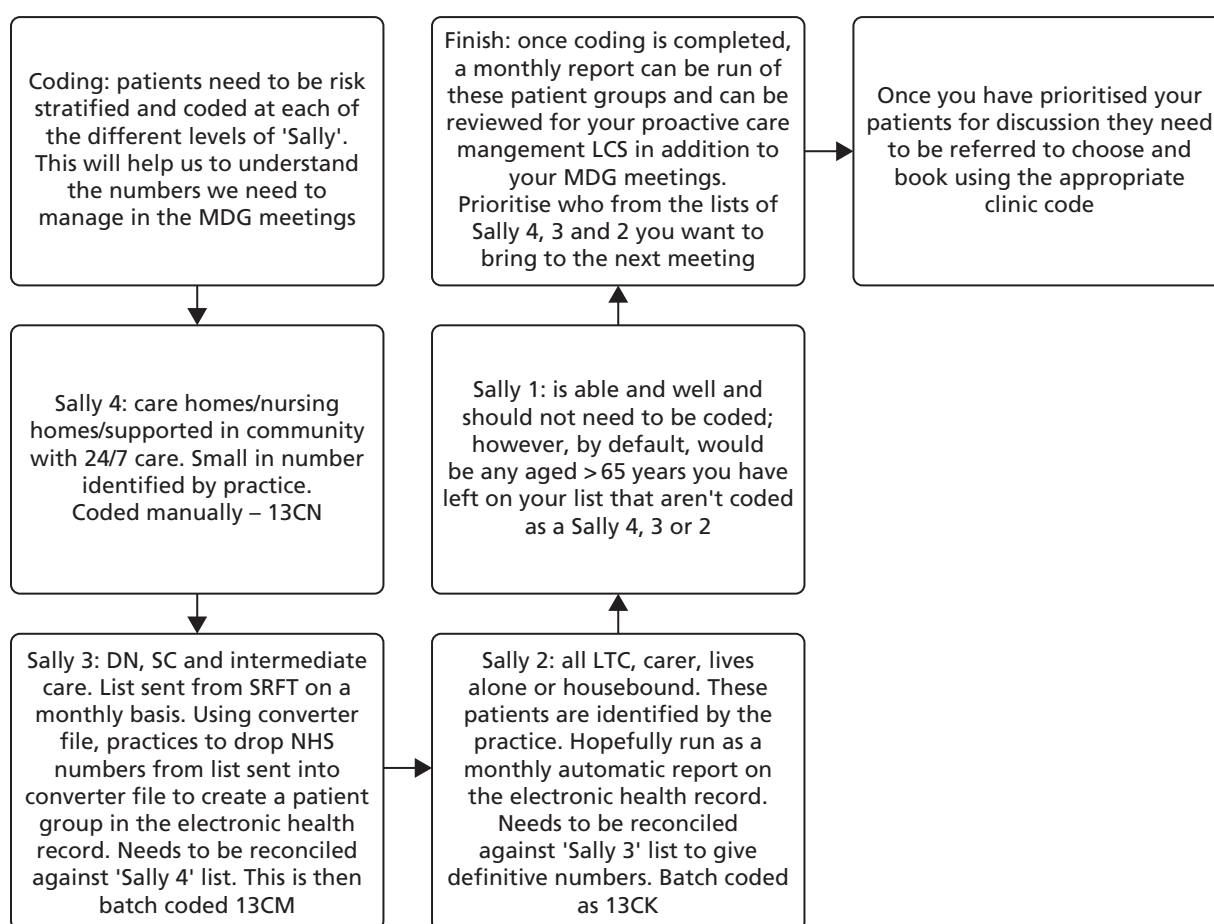 Coding: patients need to be risk
stratified and coded at each of
the different levels of 'Sally'.
This will help us to understand
the numbers we need to
manage in the MDG meetings
Sally 4: care homes/nursing
homes/supported in community
with 24/7 care. Small in number
identified by practice.
Coded manually – 13CN
Sally 3: DN, SC and intermediate
care. List sent from SRFT on a
monthly basis. Using converter
file, practices to drop NHS
numbers from list sent into
converter file to create a patient
group in the electronic health
record. Needs to be reconciled
against 'Sally 4' list. This is then
batch coded 13CM
Sally 2: all LTC, carer, lives
alone or housebound. These
patients are identified by the
practice. Hopefully run as a
monthly automatic report on
the electronic health record.
Needs to be reconciled
against 'Sally 3' list to give
definitive numbers. Batch coded
as 13CK
Sally 1: is able and well and
should not need to be coded;
however, by default, would
be any aged >65 years you have
left on your list that aren't coded
as a Sally 4, 3 or 2
Finish: once coding is completed,
a monthly report can be run of
these patient groups and can be
reviewed for your proactive care
mangement LCS in addition to
your MDG meetings.
Prioritise who from the lists of
Sally 4, 3 and 2 you want to
bring to the next meeting
Once you have prioritised your
patients for discussion they need
to be referred to choose and
book using the appropriate
clinic code